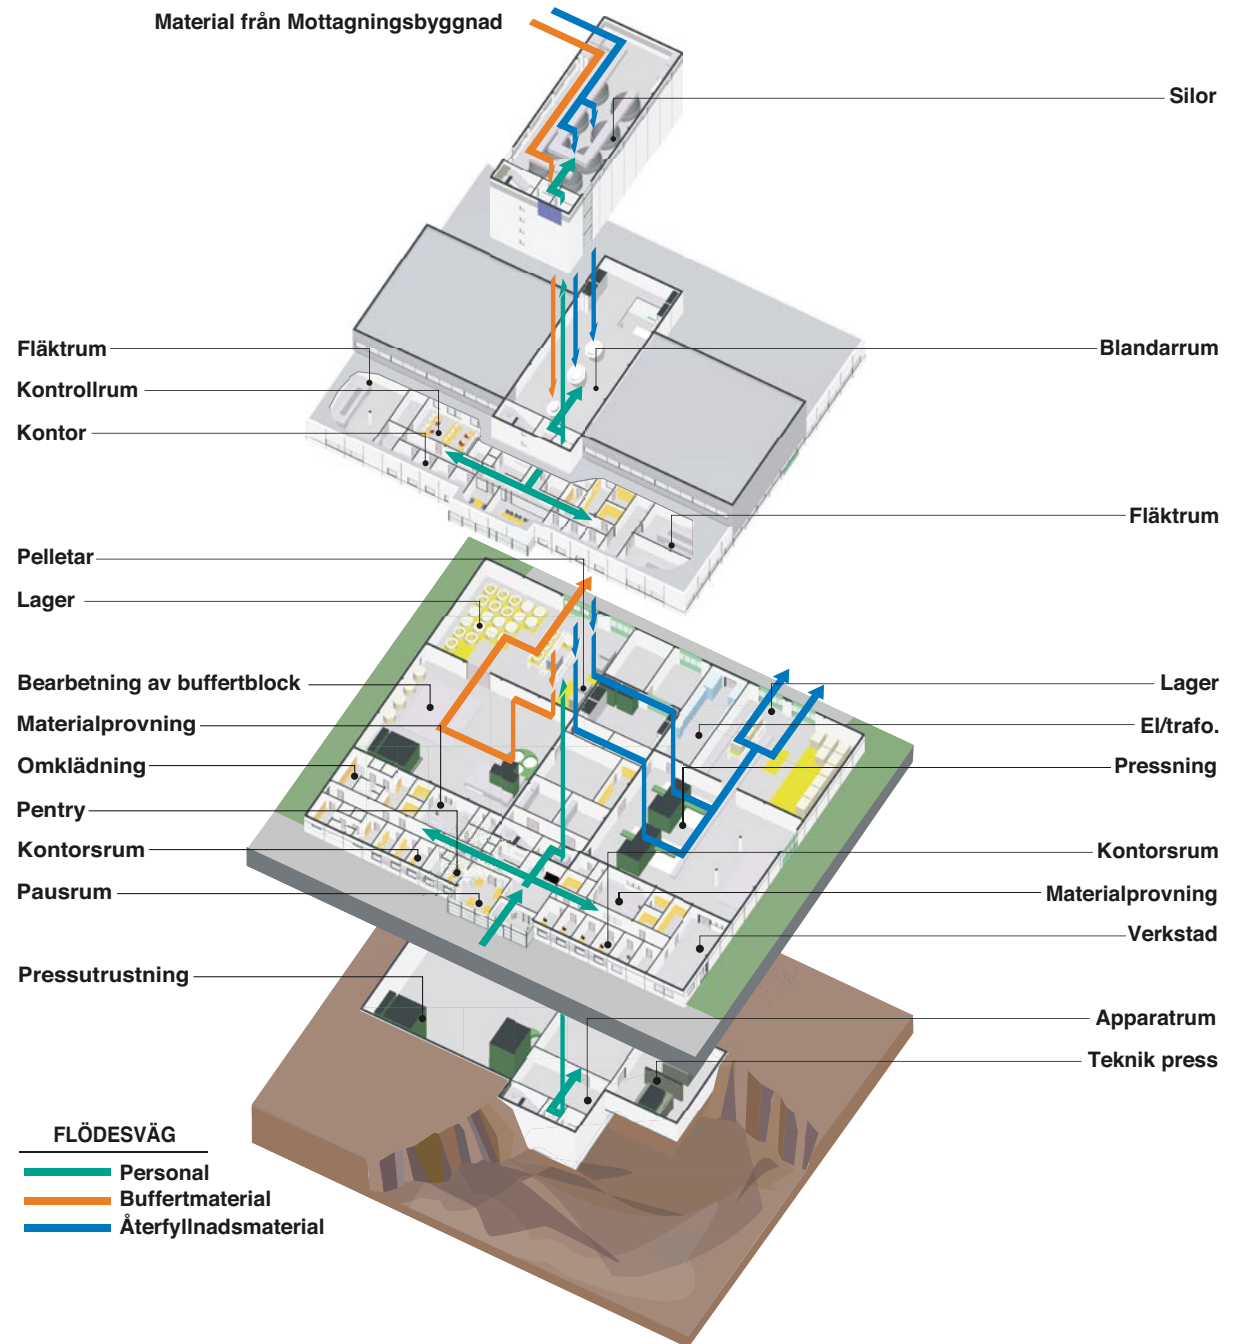 Material från Mottagningsbyggnad
Silor
Fläktrum
Kontrollrum
Kontor
Blandarrum
Fläktrum
Pelletar
Lager
Bearbetning av buffertblock
Materialprovning
Omklädning
Pentry
Kontorsrum
Pausrum
Pressutrustning
Lager
El/trafo.
Pressning
Kontorsrum
Materialprovning
Verkstad
Apparatrum
Teknik press
FLÖDESVÄG
Personal
Buffertmaterial
Återfyllnadsmaterial